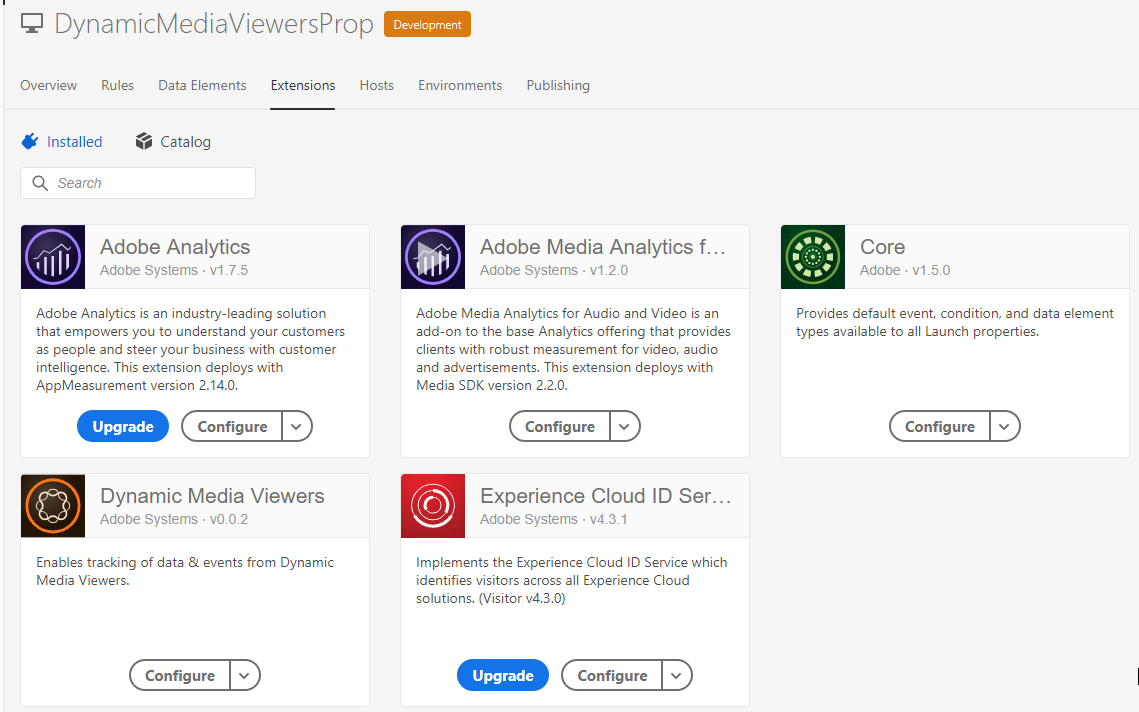 DynamicMediaViewersProp Development
Overview Rules Data Elements Extensions Hosts Environments Publishing
Installed Catalog
Search
Adobe Analytics
Adobe Systems · v1.7.5
Adobe Analytics is an industry-leading solution
that empowers you to understand your customers
as people and steer your business with customer
intelligence. This extension deploys with
AppMeasurement version 2.14.0.
Upgrade Configure
Adobe Media Analytics f...
Adobe Systems · v1.2.0
Adobe Media Analytics for Audio and Video is an
add-on to the base Analytics offering that provides
clients with robust measurement for video, audio
and advertisements. This extension deploys with
Media SDK version 2.2.0.
Configure
Core
Adobe · v1.5.0
Provides default event, condition, and data element
types available to all Launch properties.
Configure
Dynamic Media Viewers
Adobe Systems · v0.0.2
Enables tracking of data & events from Dynamic
Media Viewers.
Configure
Experience Cloud ID Ser...
Adobe Systems · v4.3.1
Implements the Experience Cloud ID Service which
identifies visitors across all Experience Cloud
solutions. (Visitor v4.3.0)
Upgrade Configure